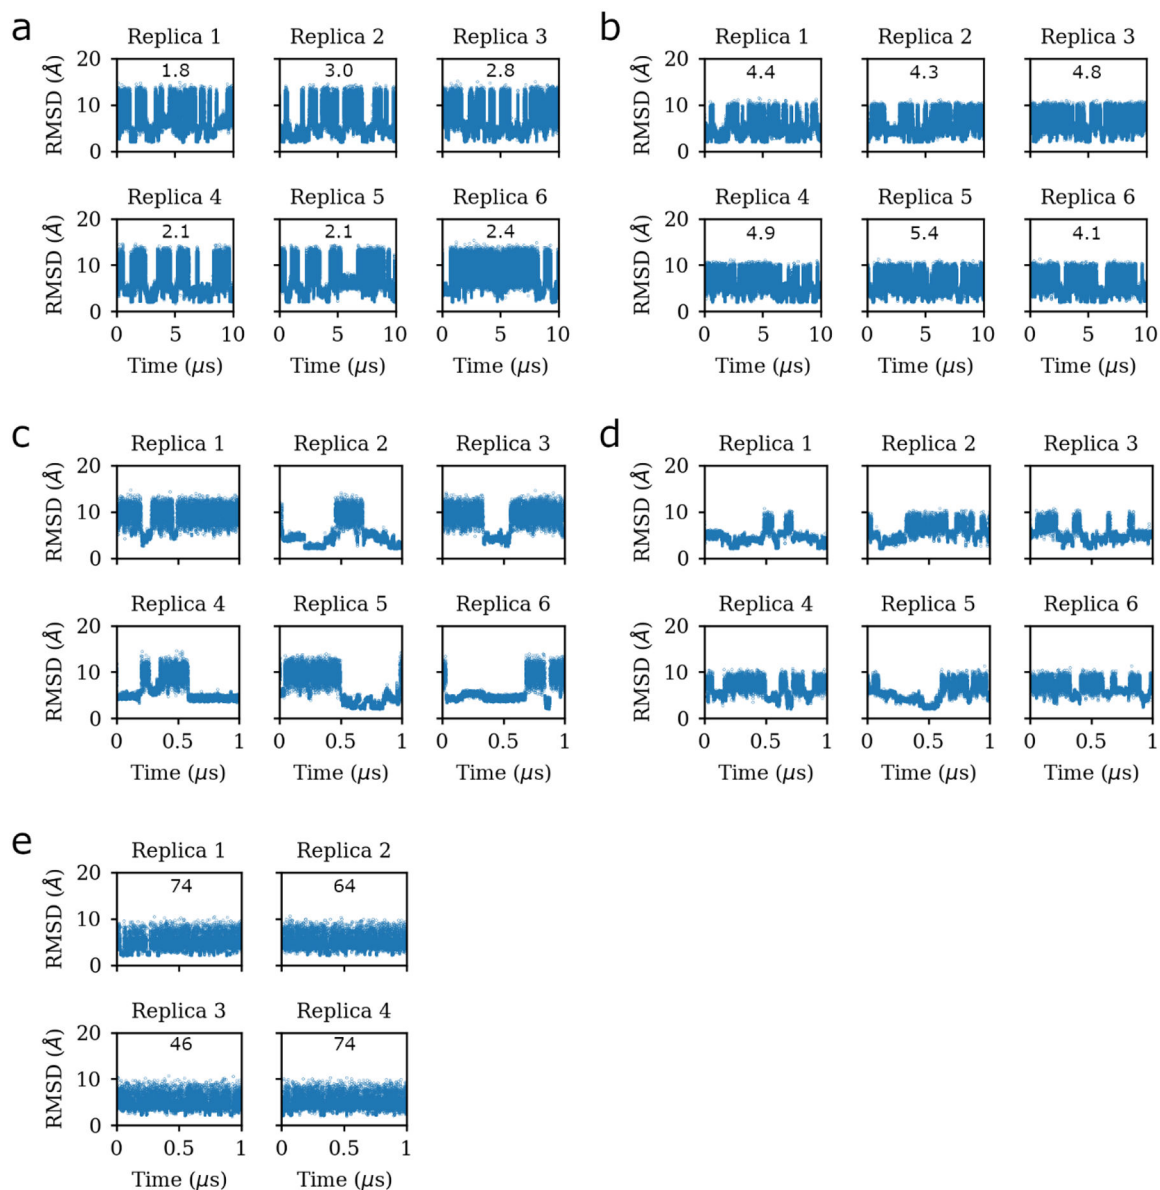 a
Replica 1 Replica 2 Replica 3
RMSD (Å) 20 10 0
1.8 3.0 2.8
Replica 4 Replica 5 Replica 6
RMSD (Å) 20 10 0
2.1 2.1 2.4
0 5 10 0 5 10 0 5 10
Time (μs) Time (μs) Time (μs)
b
Replica 1 Replica 2 Replica 3
RMSD (Å) 20 10 0
4.4 4.3 4.8
Replica 4 Replica 5 Replica 6
RMSD (Å) 20 10 0
4.9 5.4 4.1
0 5 10 0 5 10 0 5 10
Time (μs) Time (μs) Time (μs)
c
Replica 1 Replica 2 Replica 3
RMSD (Å) 20 10 0
Replica 4 Replica 5 Replica 6
RMSD (Å) 20 10 0
0 0.5 1 0 0.5 1 0 0.5 1
Time (μs) Time (μs) Time (μs)
d
Replica 1 Replica 2 Replica 3
RMSD (Å) 20 10 0
Replica 4 Replica 5 Replica 6
RMSD (Å) 20 10 0
0 0.5 1 0 0.5 1 0 0.5 1
Time (μs) Time (μs) Time (μs)
e
Replica 1 Replica 2
RMSD (Å) 20 10 0
74 64
Replica 3 Replica 4
RMSD (Å) 20 10 0
46 74
0 0.5 1 0 0.5 1
Time (μs) Time (μs)